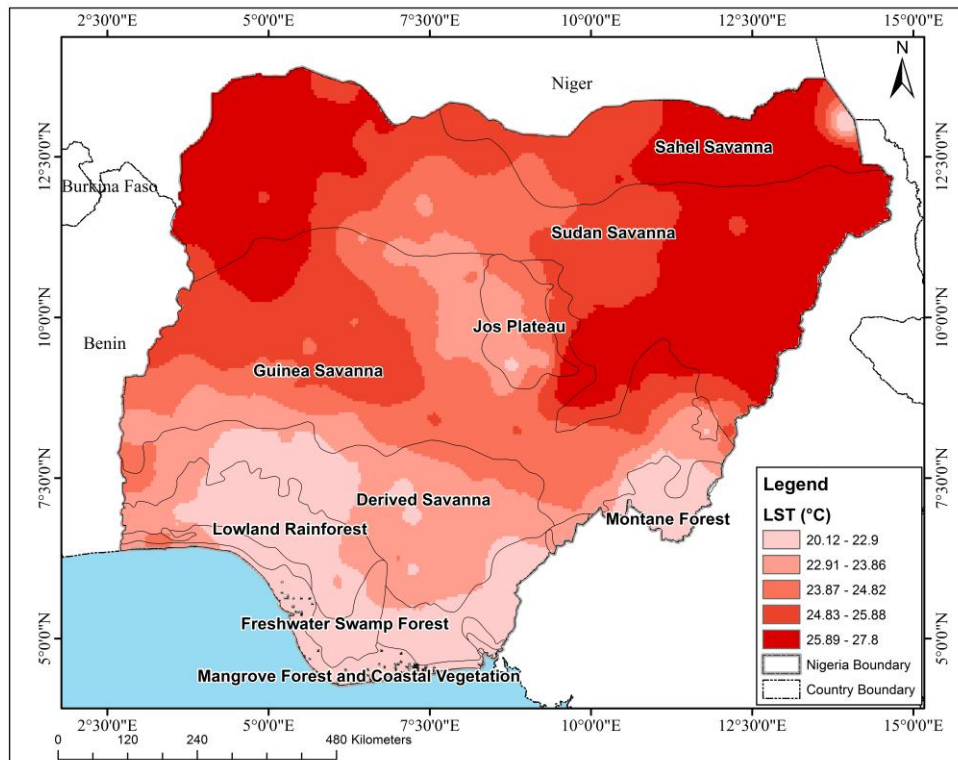 2°30'0"E 5°0'0"E 7°30'0"E 10°0'0"E 12°30'0"E 15°0'0"E
N
Niger
12°30'0"N
Sahel Savanna
12°30'0"N
Burkina Faso
Sudan Savanna
10°0'0"N
Jos Plateau
10°0'0"N
Benin
Guinea Savanna
7°30'0"N
Derived Savanna
7°30'0"N
Lowland Rainforest
Montane Forest
Freshwater Swamp Forest
5°0'0"N
5°0'0"N
Mangrove Forest and Coastal Vegetation
Legend
LST (°C)
20.12 - 22.9
22.91 - 23.86
23.87 - 24.82
24.83 - 25.88
25.89 - 27.8
Nigeria Boundary
Country Boundary
2°30'0"E 5°0'0"E 7°30'0"E 10°0'0"E 12°30'0"E 15°0'0"E
0 120 240 480 Kilometers